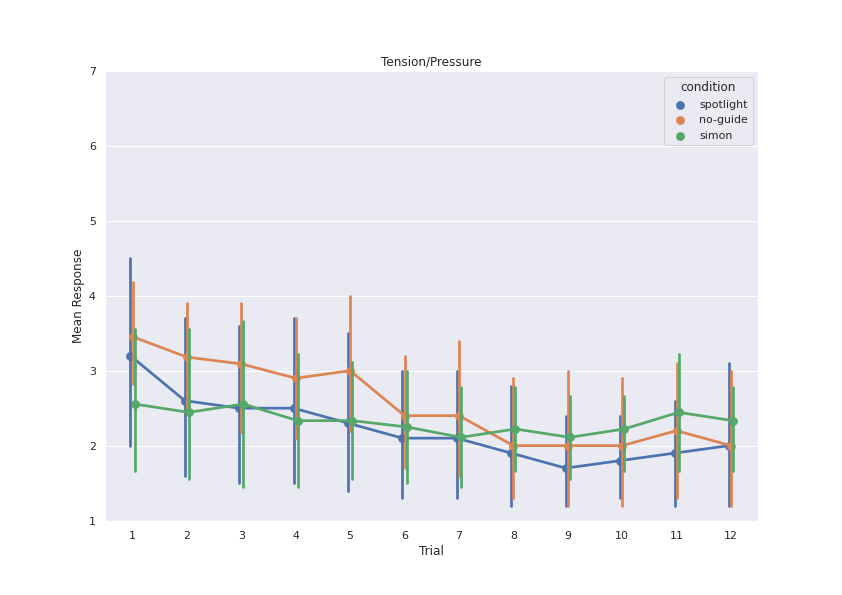 Tension/Pressure
7
6
5
4
3
2
1
Mean Response
condition
spotlight
no-guide
simon
1 2 3 4 5 6 7 8 9 10 11 12
Trial